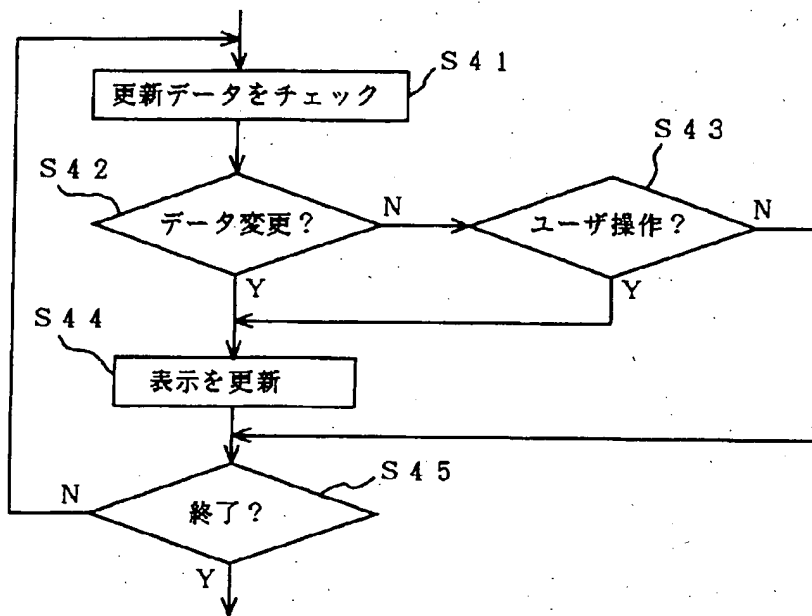 S41
更新データをチェック
S42
データ変更?
N
S43
ユーザ操作?
N
Y
Y
S44
表示を更新
S45
終了?
N
Y